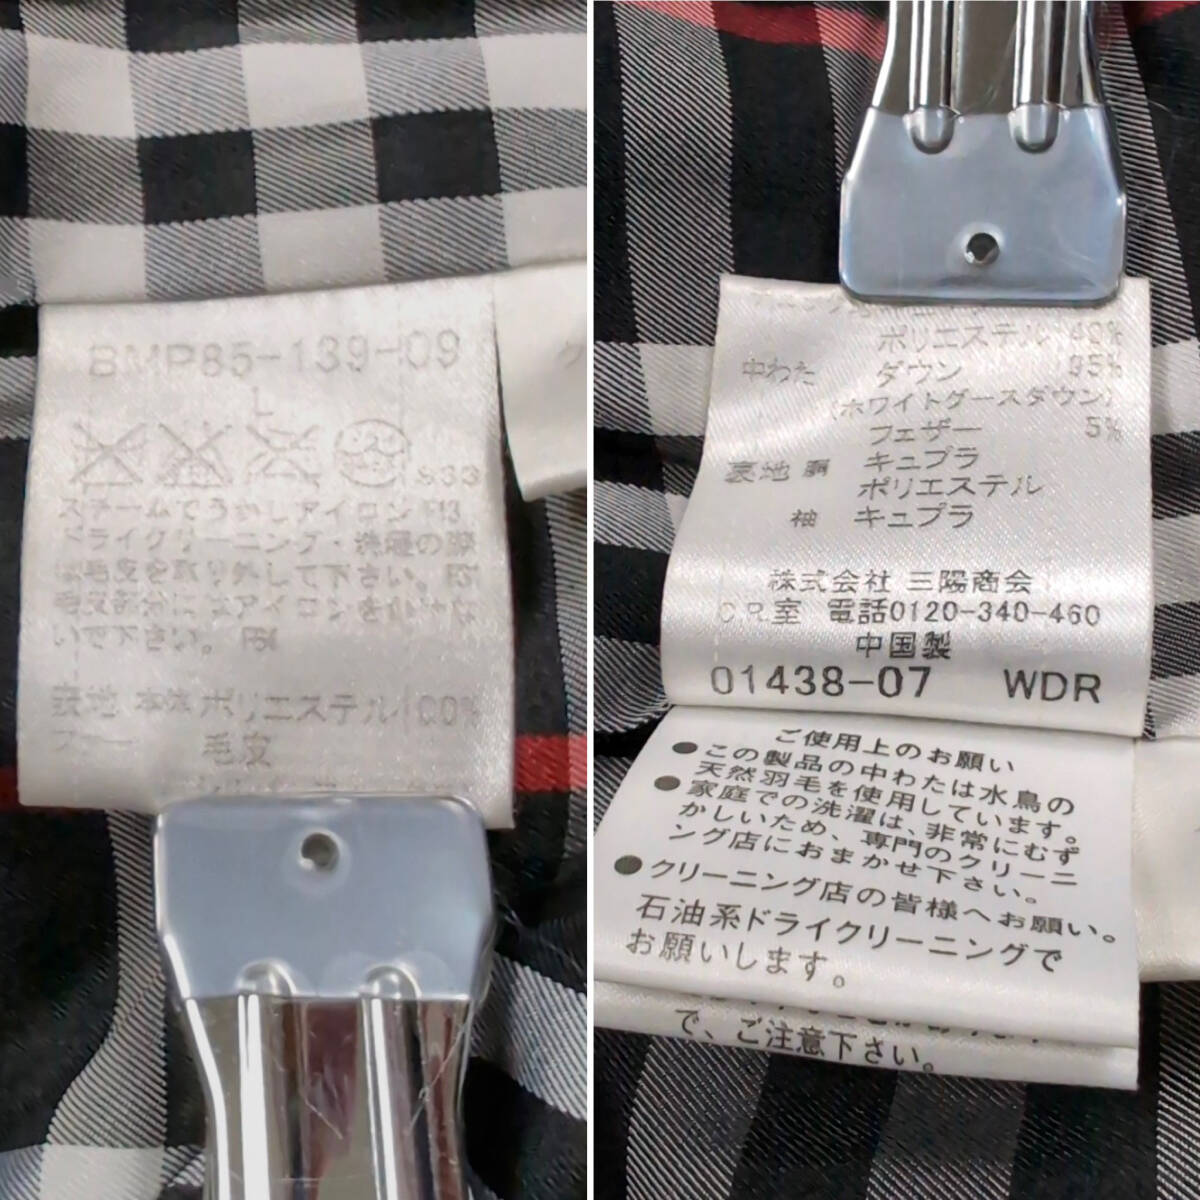 BMP85-139-09
L
スチームでうかしアイロン F13
ドライクリーニング・洗濯の際
は毛皮を取り外して下さい。F51
毛皮部分にはアイロンをかけな
いで下さい。 F54
表地 本体 ポリエステル 100%
ファー 毛皮
ポリエステル 40%
中わた ダウン 95%
(ホワイトグースダウン)
フェザー 5%
裏地 胴 キュプラ
ポリエステル
袖 キュプラ
株式会社 三陽商会
C.R.室 電話0120-340-460
中国製
01438-07 WDR
ご使用上のお願い
●この製品の中わたは水鳥の
天然羽毛を使用しています。
●家庭での洗濯は、非常にむず
かしいため、専門のクリーニ
ング店におまかせ下さい。
●クリーニング店の皆様へお願い。
石油系ドライクリーニングで
お願いします。
で、ご注意下さい。